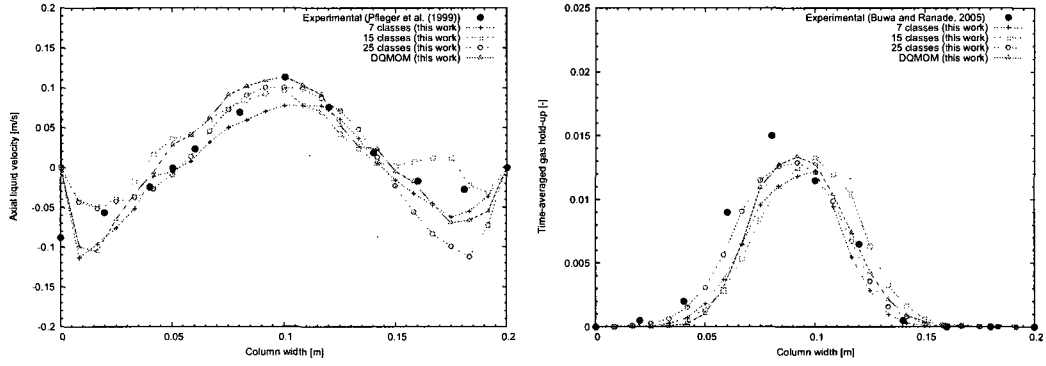 Experimental (Pfleger et al. (1999))
7 classes (this work)
15 classes (this work)
25 classes (this work)
DQMOM (this work)
0.2
0.15
0.1
0.05
0
-0.05
-0.1
-0.15
-0.2
Axial liquid velocity [m/s]
0
0.05
0.1
0.15
0.2
Column width [m]
Experimental (Buwa and Ranade, 2005)
7 classes (this work)
15 classes (this work)
25 classes (this work)
DQMOM (this work)
0.025
0.02
0.015
0.01
0.005
0
Time-averaged gas hold-up [-]
0
0.05
0.1
0.15
0.2
Column width [m]